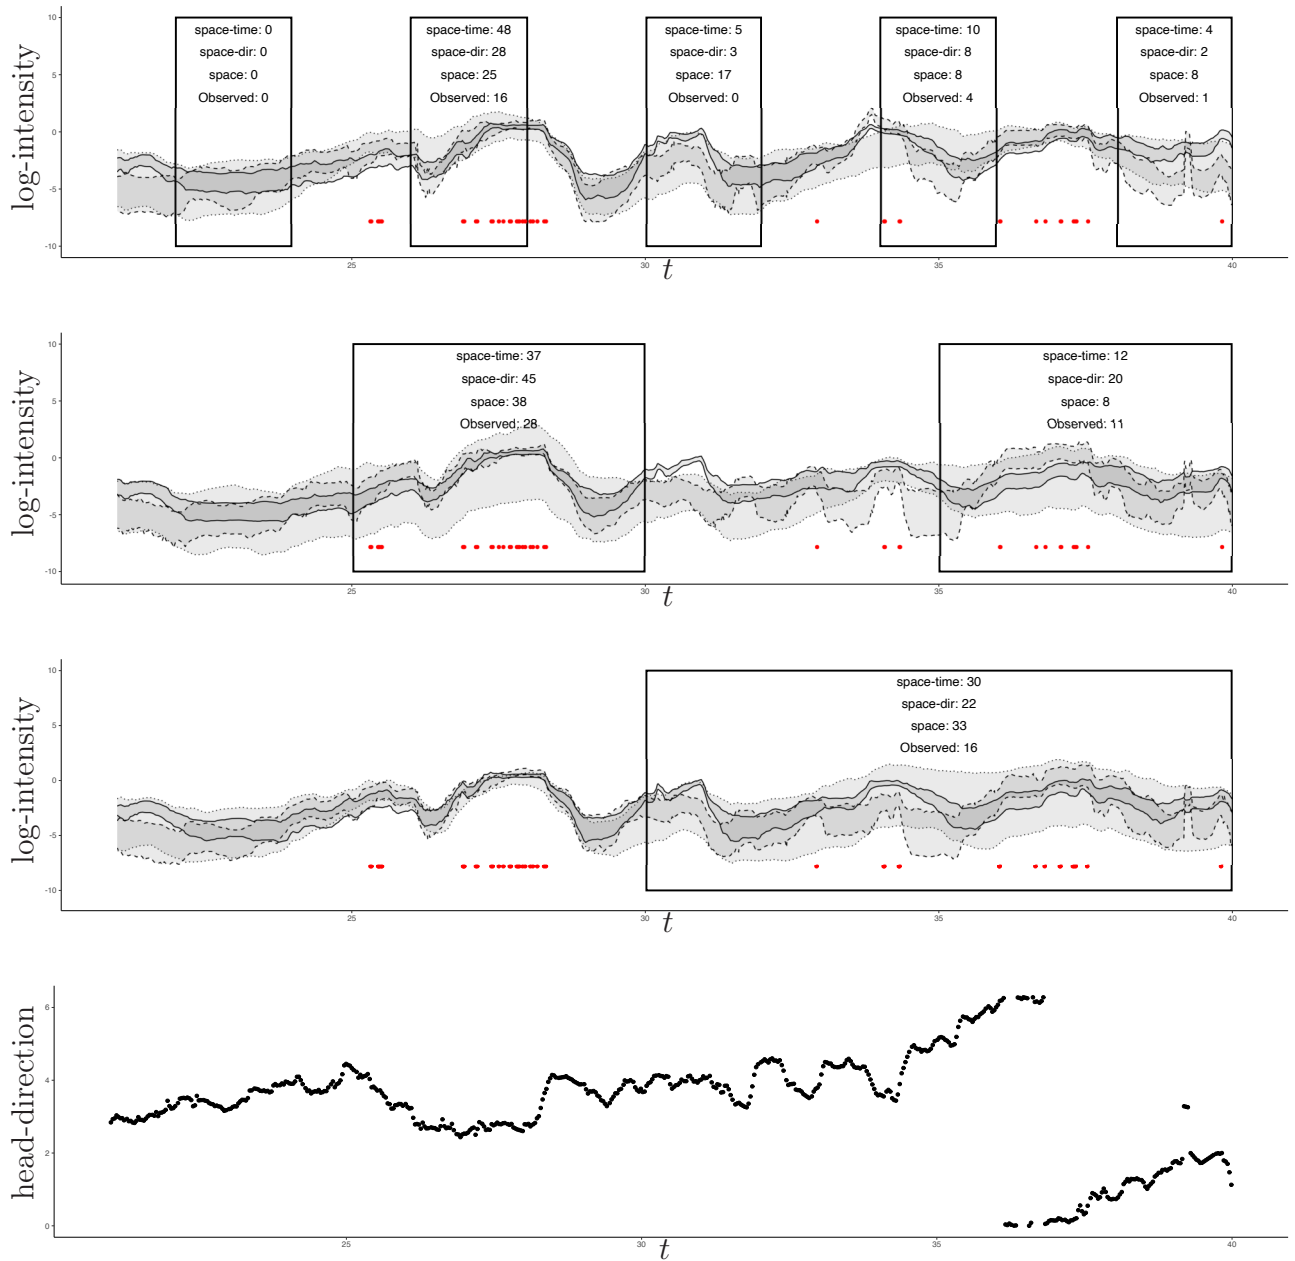 log-intensity
10
5
0
-5
-10
space-time: 0
space-dir: 0
space: 0
Observed: 0
space-time: 48
space-dir: 28
space: 25
Observed: 16
space-time: 5
space-dir: 3
space: 17
Observed: 0
space-time: 10
space-dir: 8
space: 8
Observed: 4
space-time: 4
space-dir: 2
space: 8
Observed: 1
25
30
35
40
t
log-intensity
10
5
0
-5
-10
space-time: 37
space-dir: 45
space: 38
Observed: 28
space-time: 12
space-dir: 20
space: 8
Observed: 11
25
30
35
40
t
log-intensity
10
5
0
-5
-10
space-time: 30
space-dir: 22
space: 33
Observed: 16
25
30
35
40
t
head-direction
6
4
2
0
25
30
35
40
t